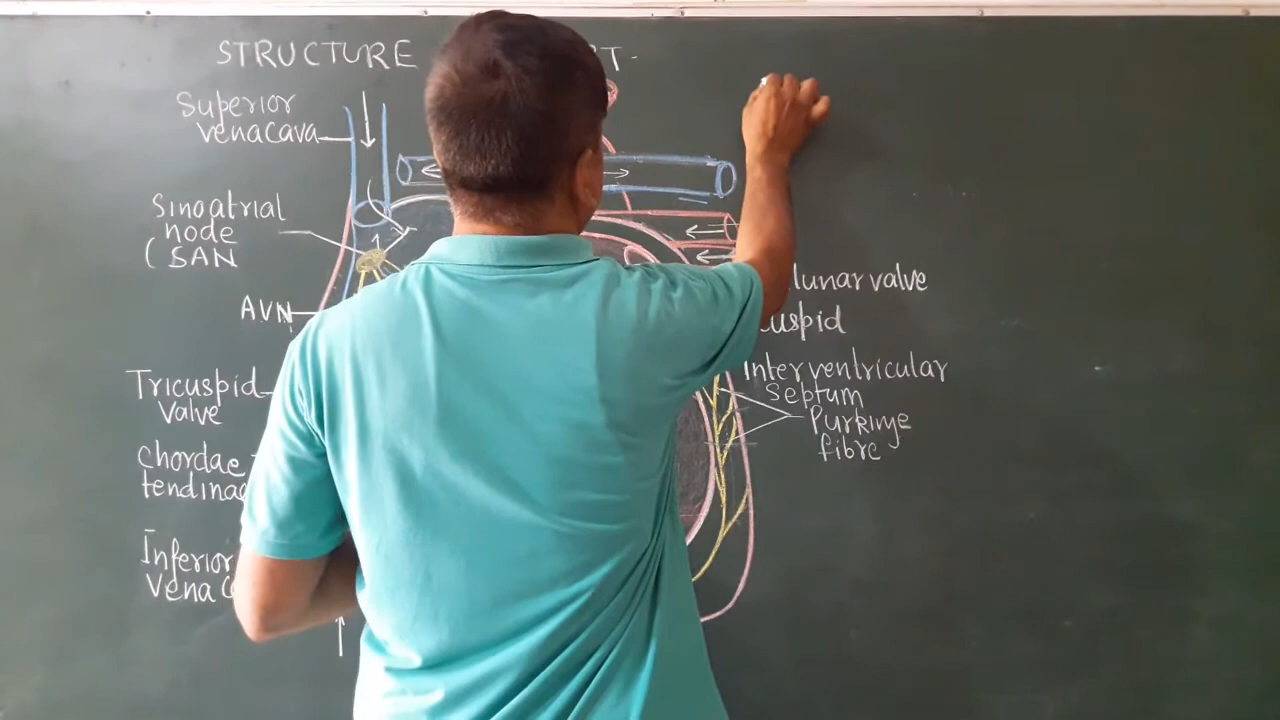 STRUCTURE
Superior
venacava
Sinoatrial
node
(SAN
AVN
Tricuspid
valve
chordae
tendinae
Inferior
Vena C
lunar valve
cuspid
Interventricular
Septum
Purkinje
fibre